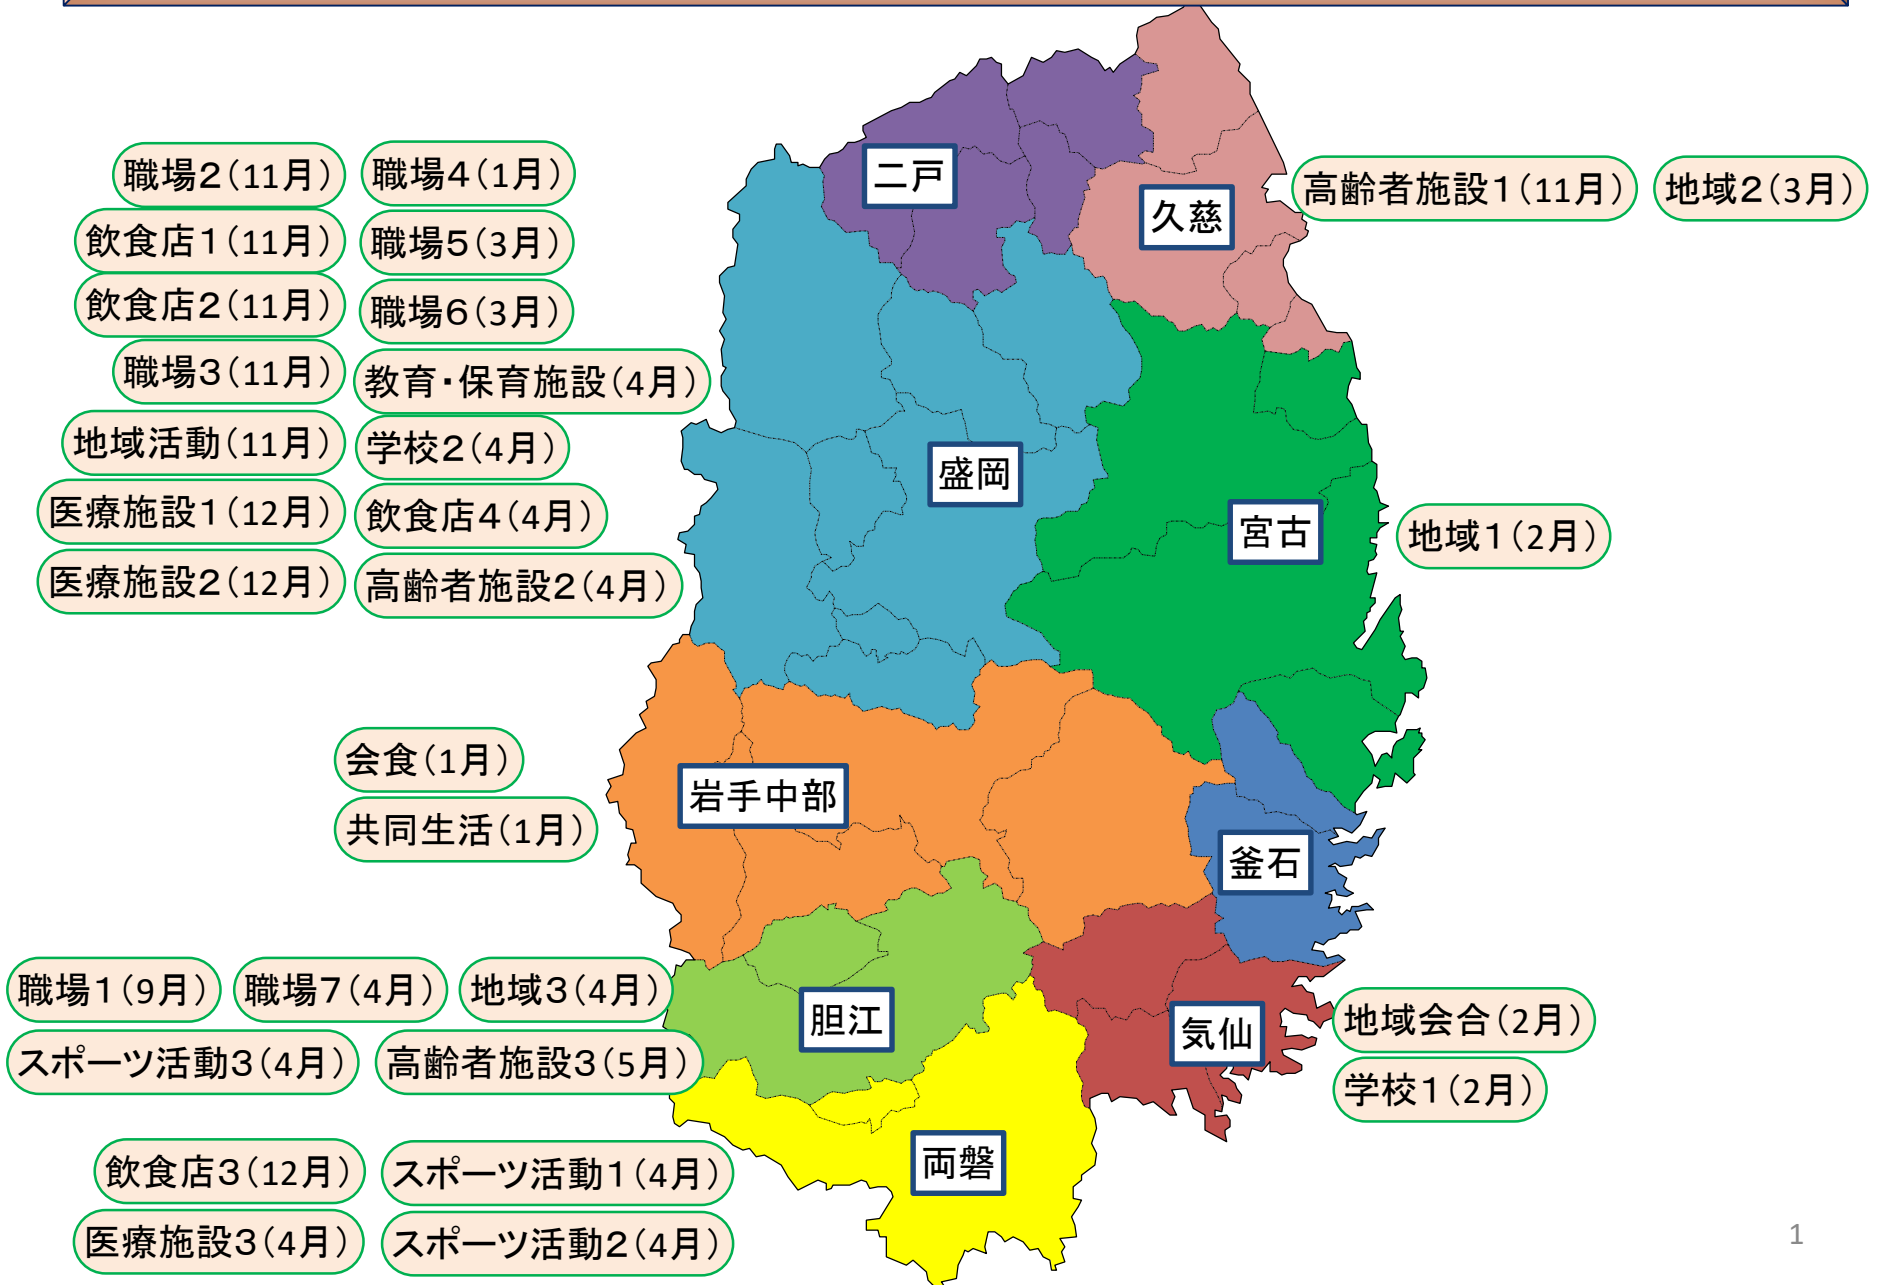 二戸
久慈
盛岡
宮古
岩手中部
釜石
胆江
気仙
両磐
職場2(11月)
飲食店1(11月)
飲食店2(11月)
職場3(11月)
地域活動(11月)
医療施設1(12月)
医療施設2(12月)
職場4(1月)
職場5(3月)
職場6(3月)
教育・保育施設(4月)
学校2(4月)
飲食店4(4月)
高齢者施設2(4月)
高齢者施設1(11月)
地域2(3月)
地域1(2月)
会食(1月)
共同生活(1月)
職場1(9月)
職場7(4月)
地域3(4月)
スポーツ活動3(4月)
高齢者施設3(5月)
地域会合(2月)
学校1(2月)
飲食店3(12月)
スポーツ活動1(4月)
医療施設3(4月)
スポーツ活動2(4月)
1